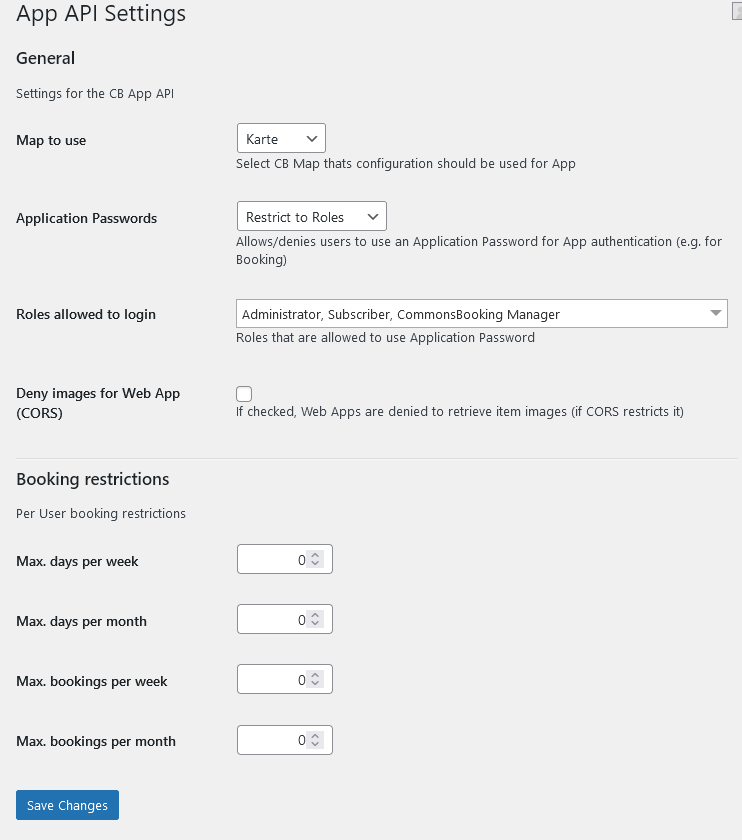 App API Settings
General
Settings for the CB App API
Map to use
Karte
Select CB Map thats configuration should be used for App
Application Passwords
Restrict to Roles
Allows/denies users to use an Application Password for App authentication (e.g. for
Booking)
Roles allowed to login
Administrator, Subscriber, CommonsBooking Manager
Roles that are allowed to use Application Password
Deny images for Web App
(CORS)
If checked, Web Apps are denied to retrieve item images (if CORS restricts it)
Booking restrictions
Per User booking restrictions
Max. days per week
0
Max. days per month
0
Max. bookings per week
0
Max. bookings per month
0
Save Changes